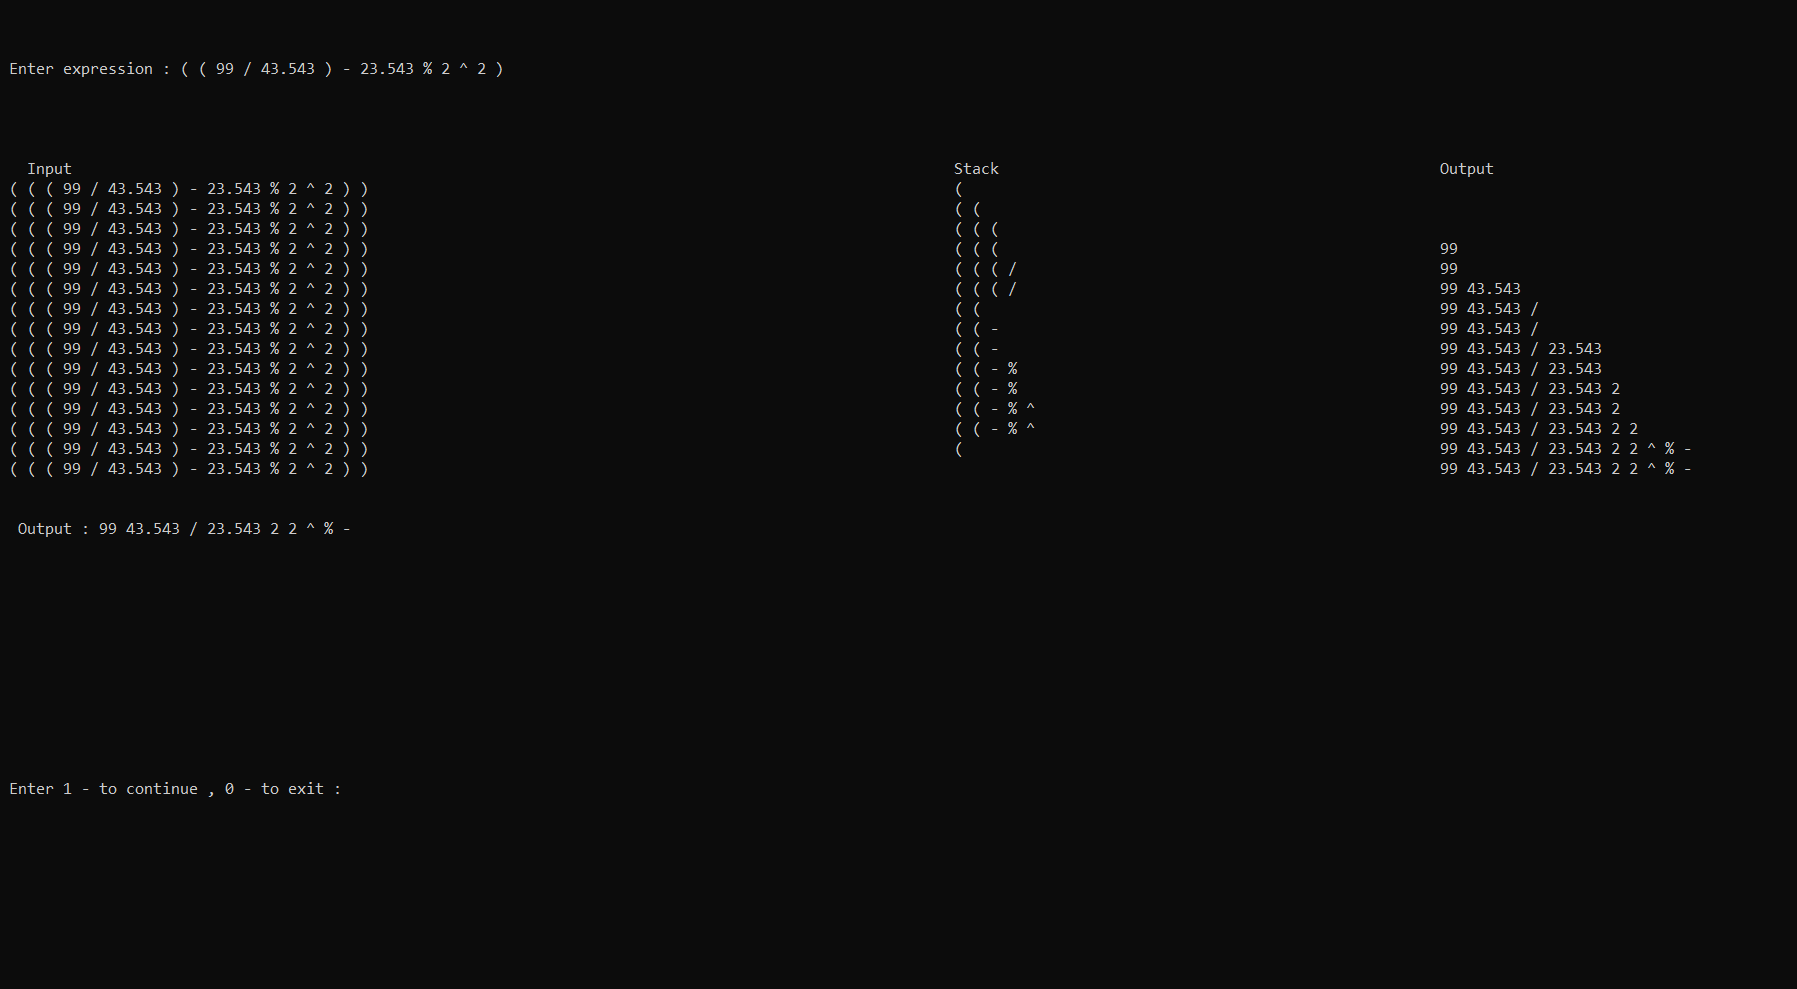 Enter expression : ( ( 99 / 43.543 ) - 23.543 % 2 ^ 2 )
Input Stack Output
( ( ( 99 / 43.543 ) - 23.543 % 2 ^ 2 ) ) (
( ( ( 99 / 43.543 ) - 23.543 % 2 ^ 2 ) ) ( (
( ( ( 99 / 43.543 ) - 23.543 % 2 ^ 2 ) ) ( ( (
( ( ( 99 / 43.543 ) - 23.543 % 2 ^ 2 ) ) ( ( ( 99
( ( ( 99 / 43.543 ) - 23.543 % 2 ^ 2 ) ) ( ( ( / 99
( ( ( 99 / 43.543 ) - 23.543 % 2 ^ 2 ) ) ( ( ( / 99 43.543
( ( ( 99 / 43.543 ) - 23.543 % 2 ^ 2 ) ) ( ( 99 43.543 /
( ( ( 99 / 43.543 ) - 23.543 % 2 ^ 2 ) ) ( ( - 99 43.543 /
( ( ( 99 / 43.543 ) - 23.543 % 2 ^ 2 ) ) ( ( - 99 43.543 / 23.543
( ( ( 99 / 43.543 ) - 23.543 % 2 ^ 2 ) ) ( ( - % 99 43.543 / 23.543
( ( ( 99 / 43.543 ) - 23.543 % 2 ^ 2 ) ) ( ( - % 99 43.543 / 23.543 2
( ( ( 99 / 43.543 ) - 23.543 % 2 ^ 2 ) ) ( ( - % ^ 99 43.543 / 23.543 2
( ( ( 99 / 43.543 ) - 23.543 % 2 ^ 2 ) ) ( ( - % ^ 99 43.543 / 23.543 2 2
( ( ( 99 / 43.543 ) - 23.543 % 2 ^ 2 ) ) ( 99 43.543 / 23.543 2 2 ^ % -
( ( ( 99 / 43.543 ) - 23.543 % 2 ^ 2 ) ) 99 43.543 / 23.543 2 2 ^ % -
Output : 99 43.543 / 23.543 2 2 ^ % -
Enter 1 - to continue , 0 - to exit :